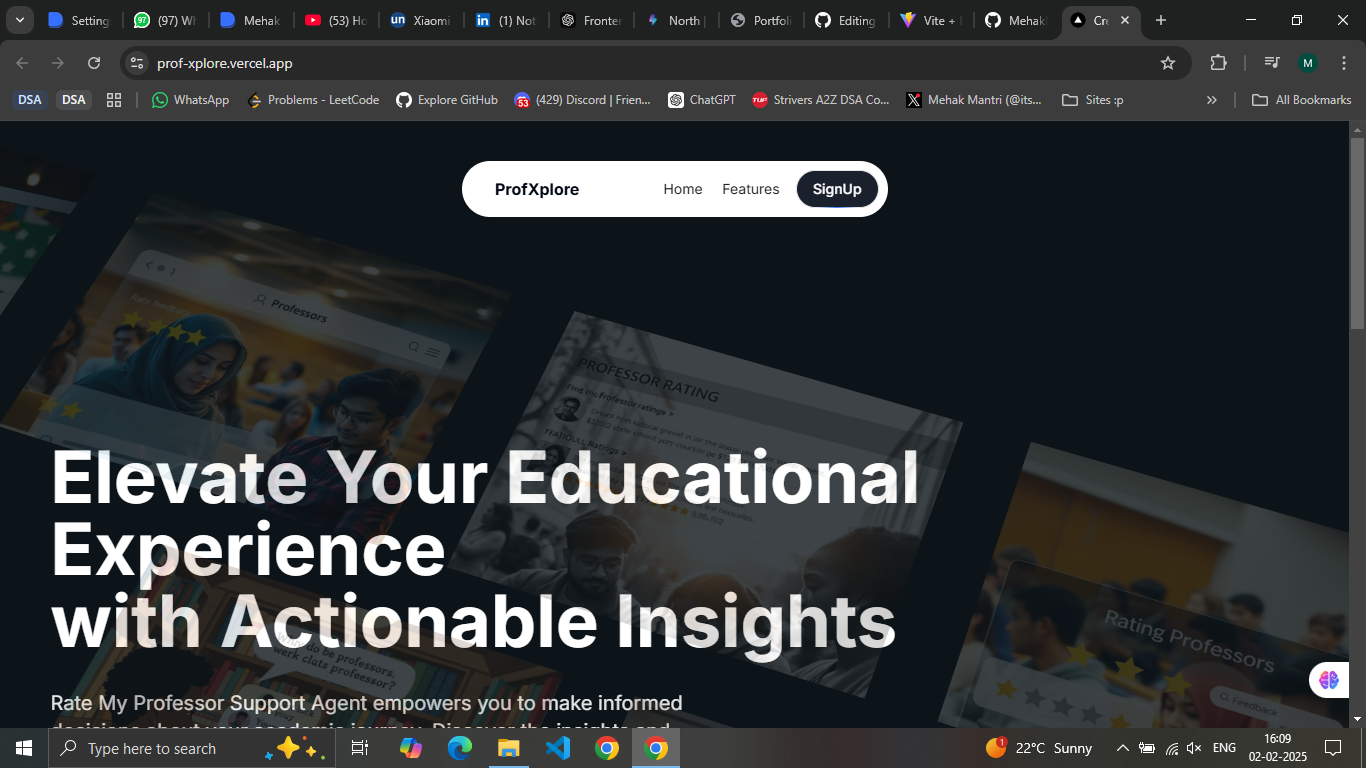 Setting
(97) Wh
Mehak
(53) Ho
Xiaomi
(1) Not
Fronter
North |
Portfoli
Editing
Vite +
Mehak
Cre
prof-xplore.vercel.app
M
DSA
DSA
WhatsApp
Problems - LeetCode
Explore GitHub
(429) Discord | Frien...
ChatGPT
Strivers A2Z DSA Co...
Mehak Mantri (@its...
Sites :p
All Bookmarks
ProfXplore
Home
Features
SignUp
Professors
Rate feedback
PROFESSOR RATING
Elevate Your Educational
Experience
with Actionable Insights
Rating Professors
Feedback
Rate My Professor Support Agent empowers you to make informed
Type here to search
22°C Sunny
ENG
16:09
02-02-2025